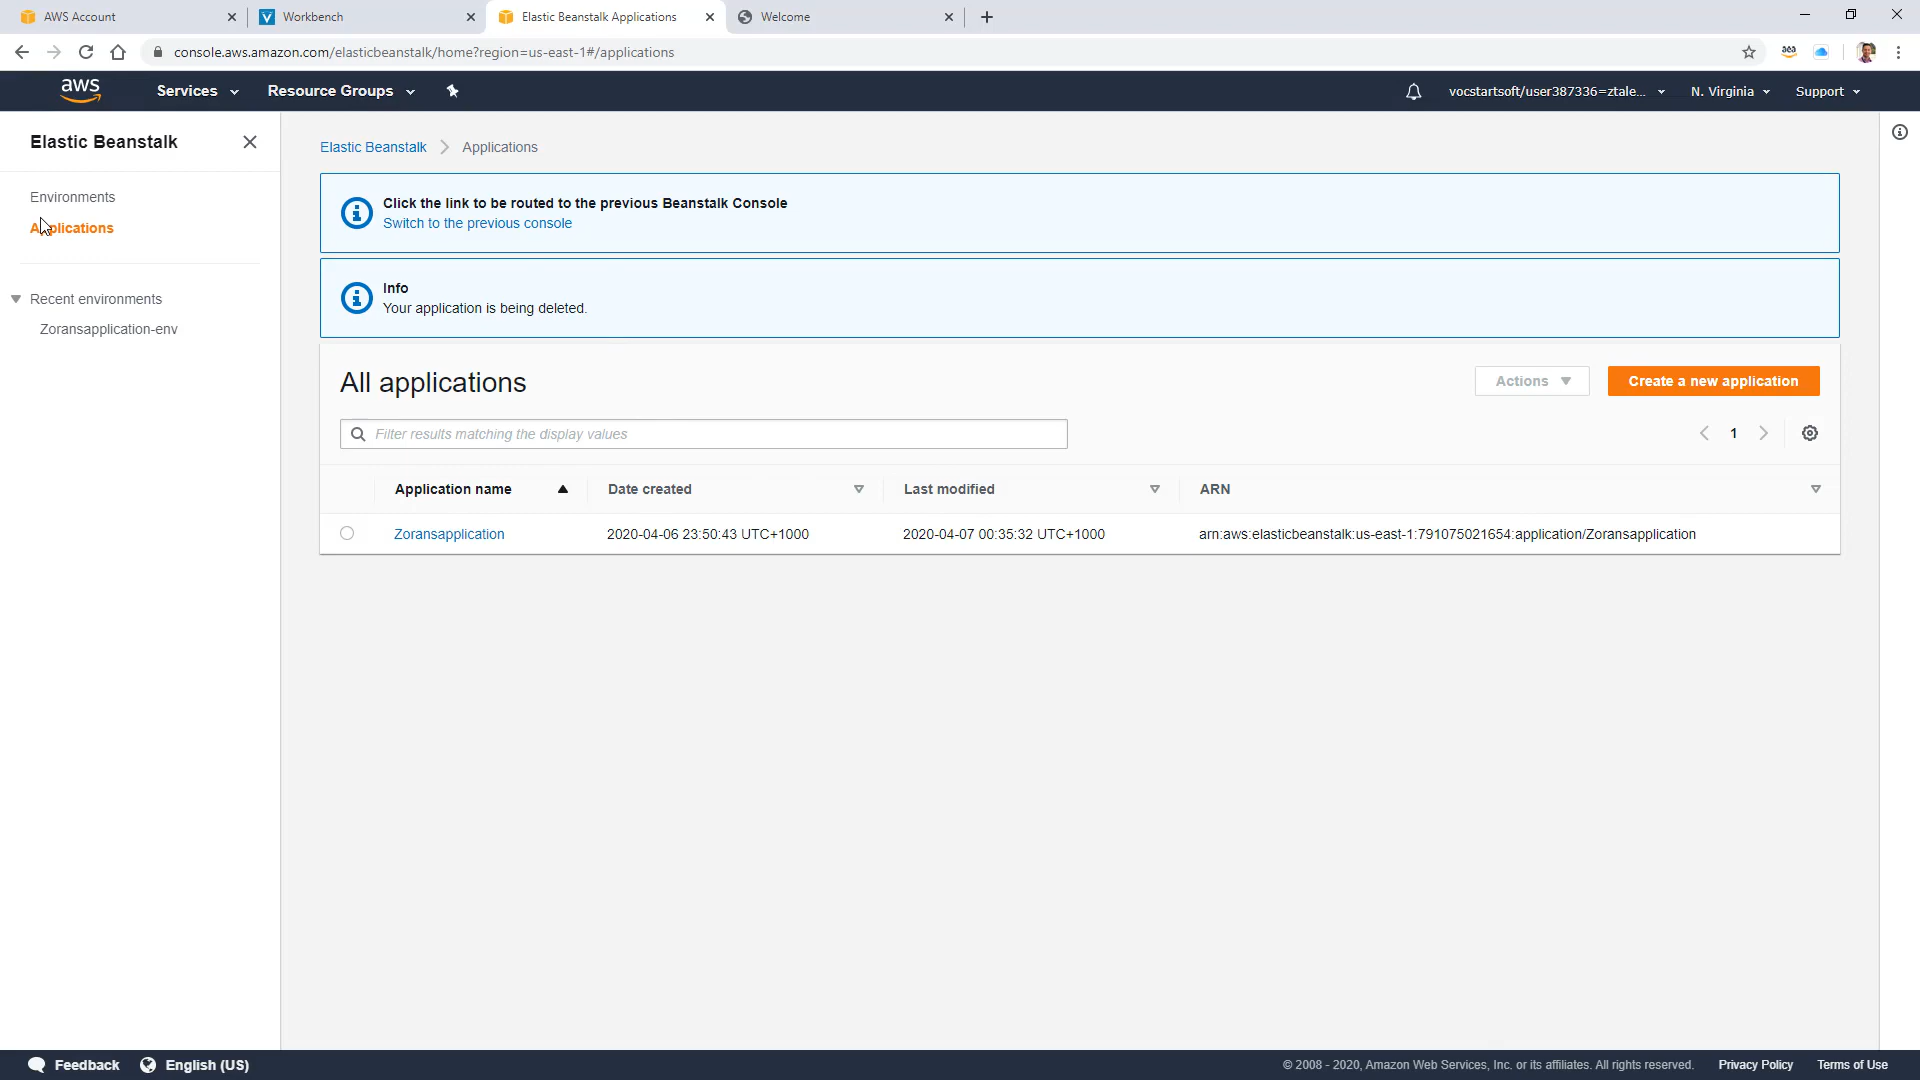 AWS Account
Workbench
Elastic Beanstalk Applications
Welcome
console.aws.amazon.com/elasticbeanstalk/home?region=us-east-1#/applications
aws
Services
Resource Groups
vocstartsoft/user387336=ztale...
N. Virginia
Support
Elastic Beanstalk
Environments
Applications
Recent environments
Zoransapplication-env
Elastic Beanstalk
Applications
Click the link to be routed to the previous Beanstalk Console
Switch to the previous console
Info
Your application is being deleted.
All applications
Actions
Create a new application
Filter results matching the display values
1
Application name
Date created
Last modified
ARN
Zoransapplication
2020-04-06 23:50:43 UTC+1000
2020-04-07 00:35:32 UTC+1000
arn:aws:elasticbeanstalk:us-east-1:791075021654:application/Zoransapplication
Feedback
English (US)
© 2008 - 2020, Amazon Web Services, Inc. or its affiliates. All rights reserved.
Privacy Policy
Terms of Use